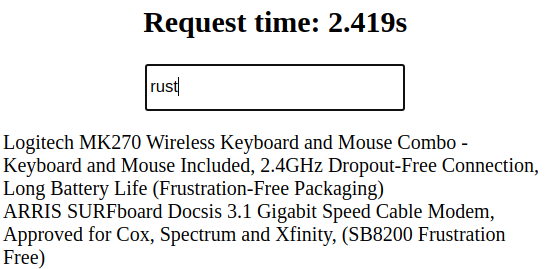 Request time: 2.419s
rust
Logitech MK270 Wireless Keyboard and Mouse Combo -
Keyboard and Mouse Included, 2.4GHz Dropout-Free Connection,
Long Battery Life (Frustration-Free Packaging)
ARRIS SURFboard Docsis 3.1 Gigabit Speed Cable Modem,
Approved for Cox, Spectrum and Xfinity, (SB8200 Frustration
Free)